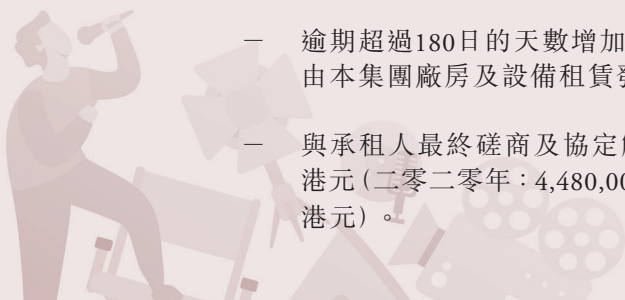 — 逾期超過180日的天數增加
由本集團廠房及設備租賃
— 與承租人最終磋商及協定
港元(二零二零年：4,480,00
港元)。